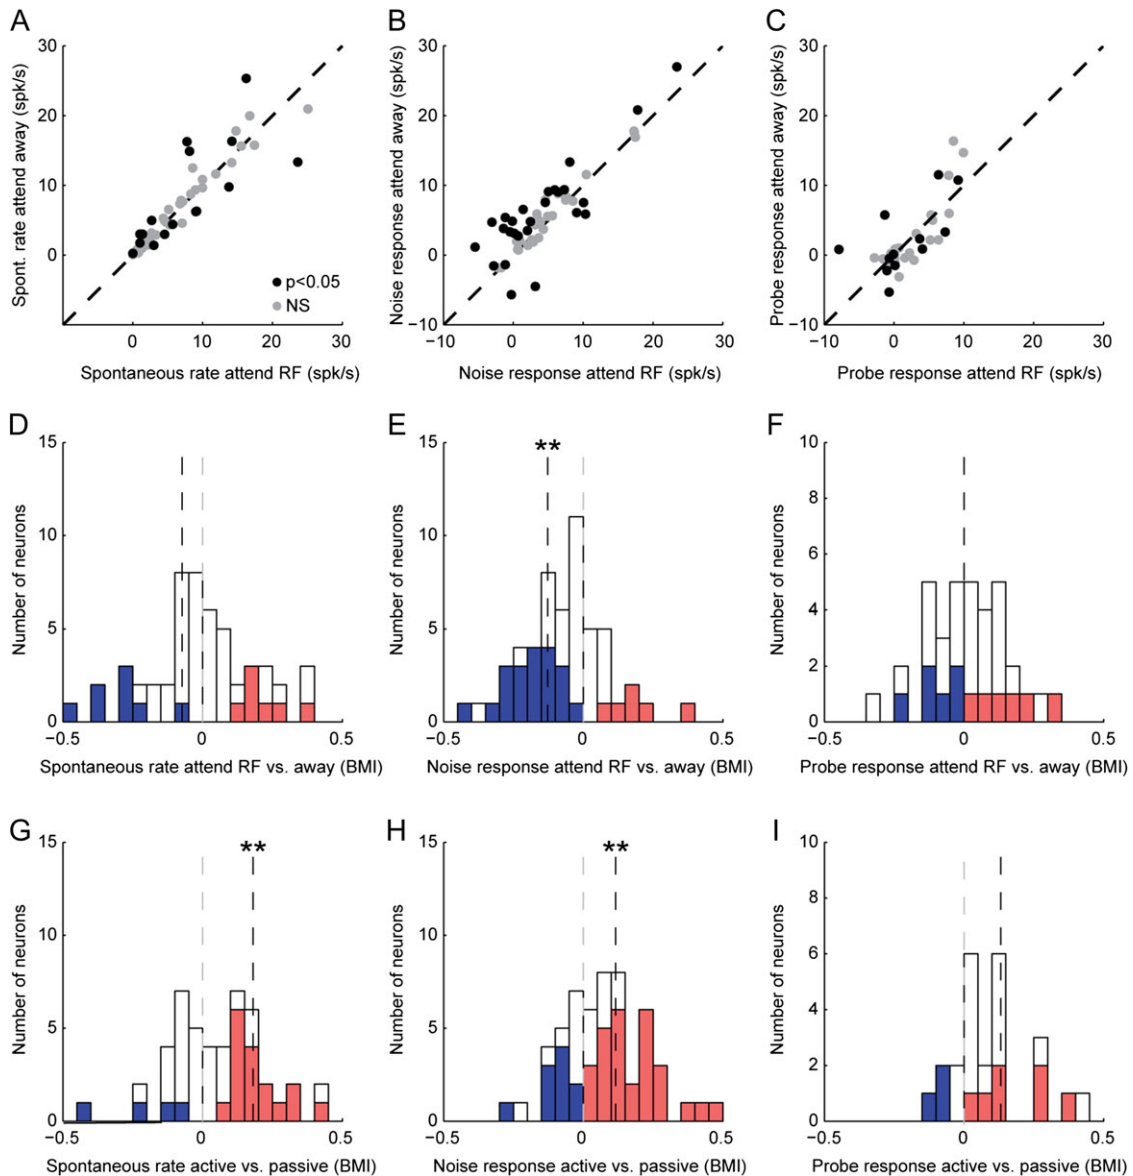 A
B
C
Spont. rate attend away (spk/s)
30
20
10
0
−10
0
10
20
30
p<0.05
NS
Spontaneous rate attend RF (spk/s)
Noise response attend away (spk/s)
30
20
10
0
−10
−10
0
10
20
30
Noise response attend RF (spk/s)
Probe response attend away (spk/s)
30
20
10
0
−10
−10
0
10
20
30
Probe response attend RF (spk/s)
D
E
F
Number of neurons
15
10
5
0
−0.5
0
0.5
Spontaneous rate attend RF vs. away (BMI)
**
Number of neurons
15
10
5
0
−0.5
0
0.5
Noise response attend RF vs. away (BMI)
Number of neurons
10
8
5
4
2
0
−0.5
0
0.5
Probe response attend RF vs. away (BMI)
G
H
I
**
Number of neurons
15
10
5
0
−0.5
0
0.5
Spontaneous rate active vs. passive (BMI)
**
Number of neurons
15
10
5
0
−0.5
0
0.5
Noise response active vs. passive (BMI)
Number of neurons
10
8
6
4
2
0
−0.5
0
0.5
Probe response active vs. passive (BMI)